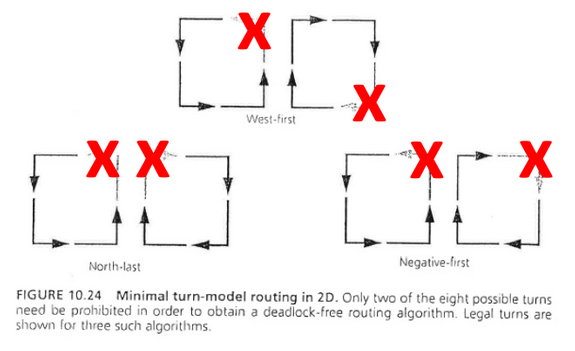 West-first
North-last
Negative-first
FIGURE 10.24 Minimal turn-model routing in 2D. Only two of the eight possible turns
need be prohibited in order to obtain a deadlock-free routing algorithm. Legal turns are
shown for three such algorithms.